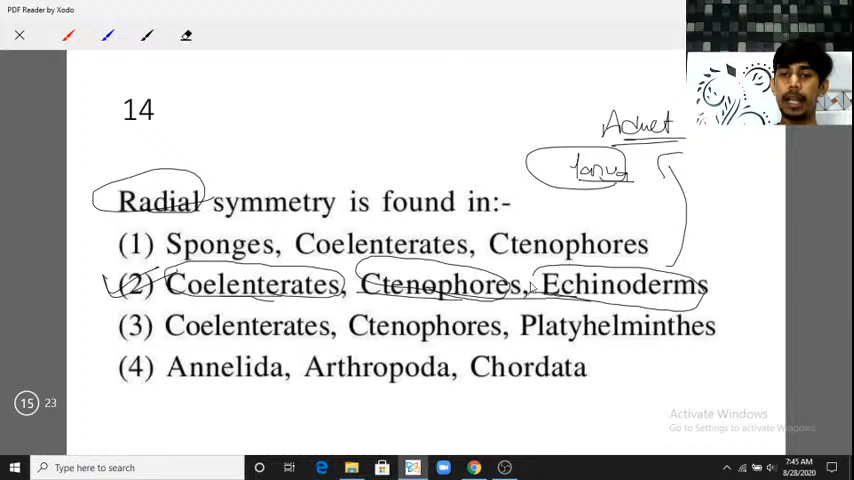 PDF Reader by Xodo
14
Aduet
larva
Radial symmetry is found in:-
(1) Sponges, Coelenterates, Ctenophores
(2) Coelenterates, Ctenophores, Echinoderms
(3) Coelenterates, Ctenophores, Platyhelminthes
(4) Annelida, Arthropoda, Chordata
15 23
Activate Windows
Go to Settings to activate Windows.
Type here to search
7:45 AM
8/28/2020